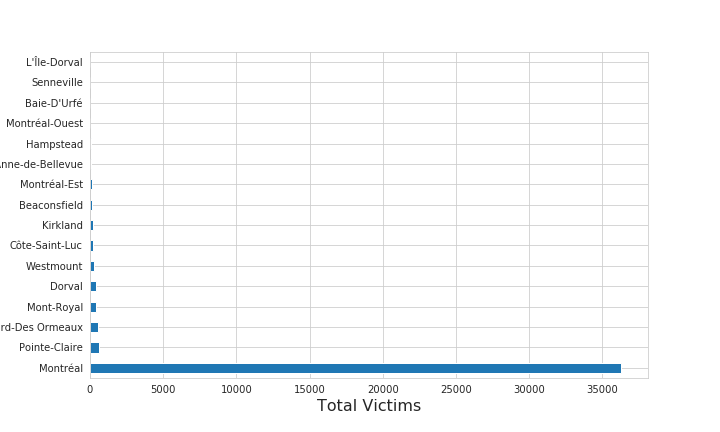 L'Île-Dorval
Senneville
Baie-D'Urfé
Montréal-Ouest
Hampstead
Anne-de-Bellevue
Montréal-Est
Beaconsfield
Kirkland
Côte-Saint-Luc
Westmount
Dorval
Mont-Royal
rd-Des Ormeaux
Pointe-Claire
Montréal
0 5000 10000 15000 20000 25000 30000 35000
Total Victims